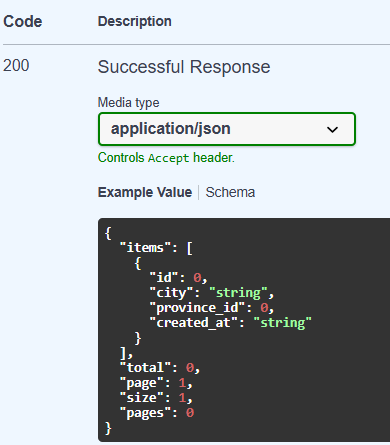 Code Description
200 Successful Response
Media type
application/json
Controls Accept header.
Example Value Schema
{
  "items": [
    {
      "id": 0,
      "city": "string",
      "province_id": 0,
      "created_at": "string"
    }
  ],
  "total": 0,
  "page": 1,
  "size": 1,
  "pages": 0
}